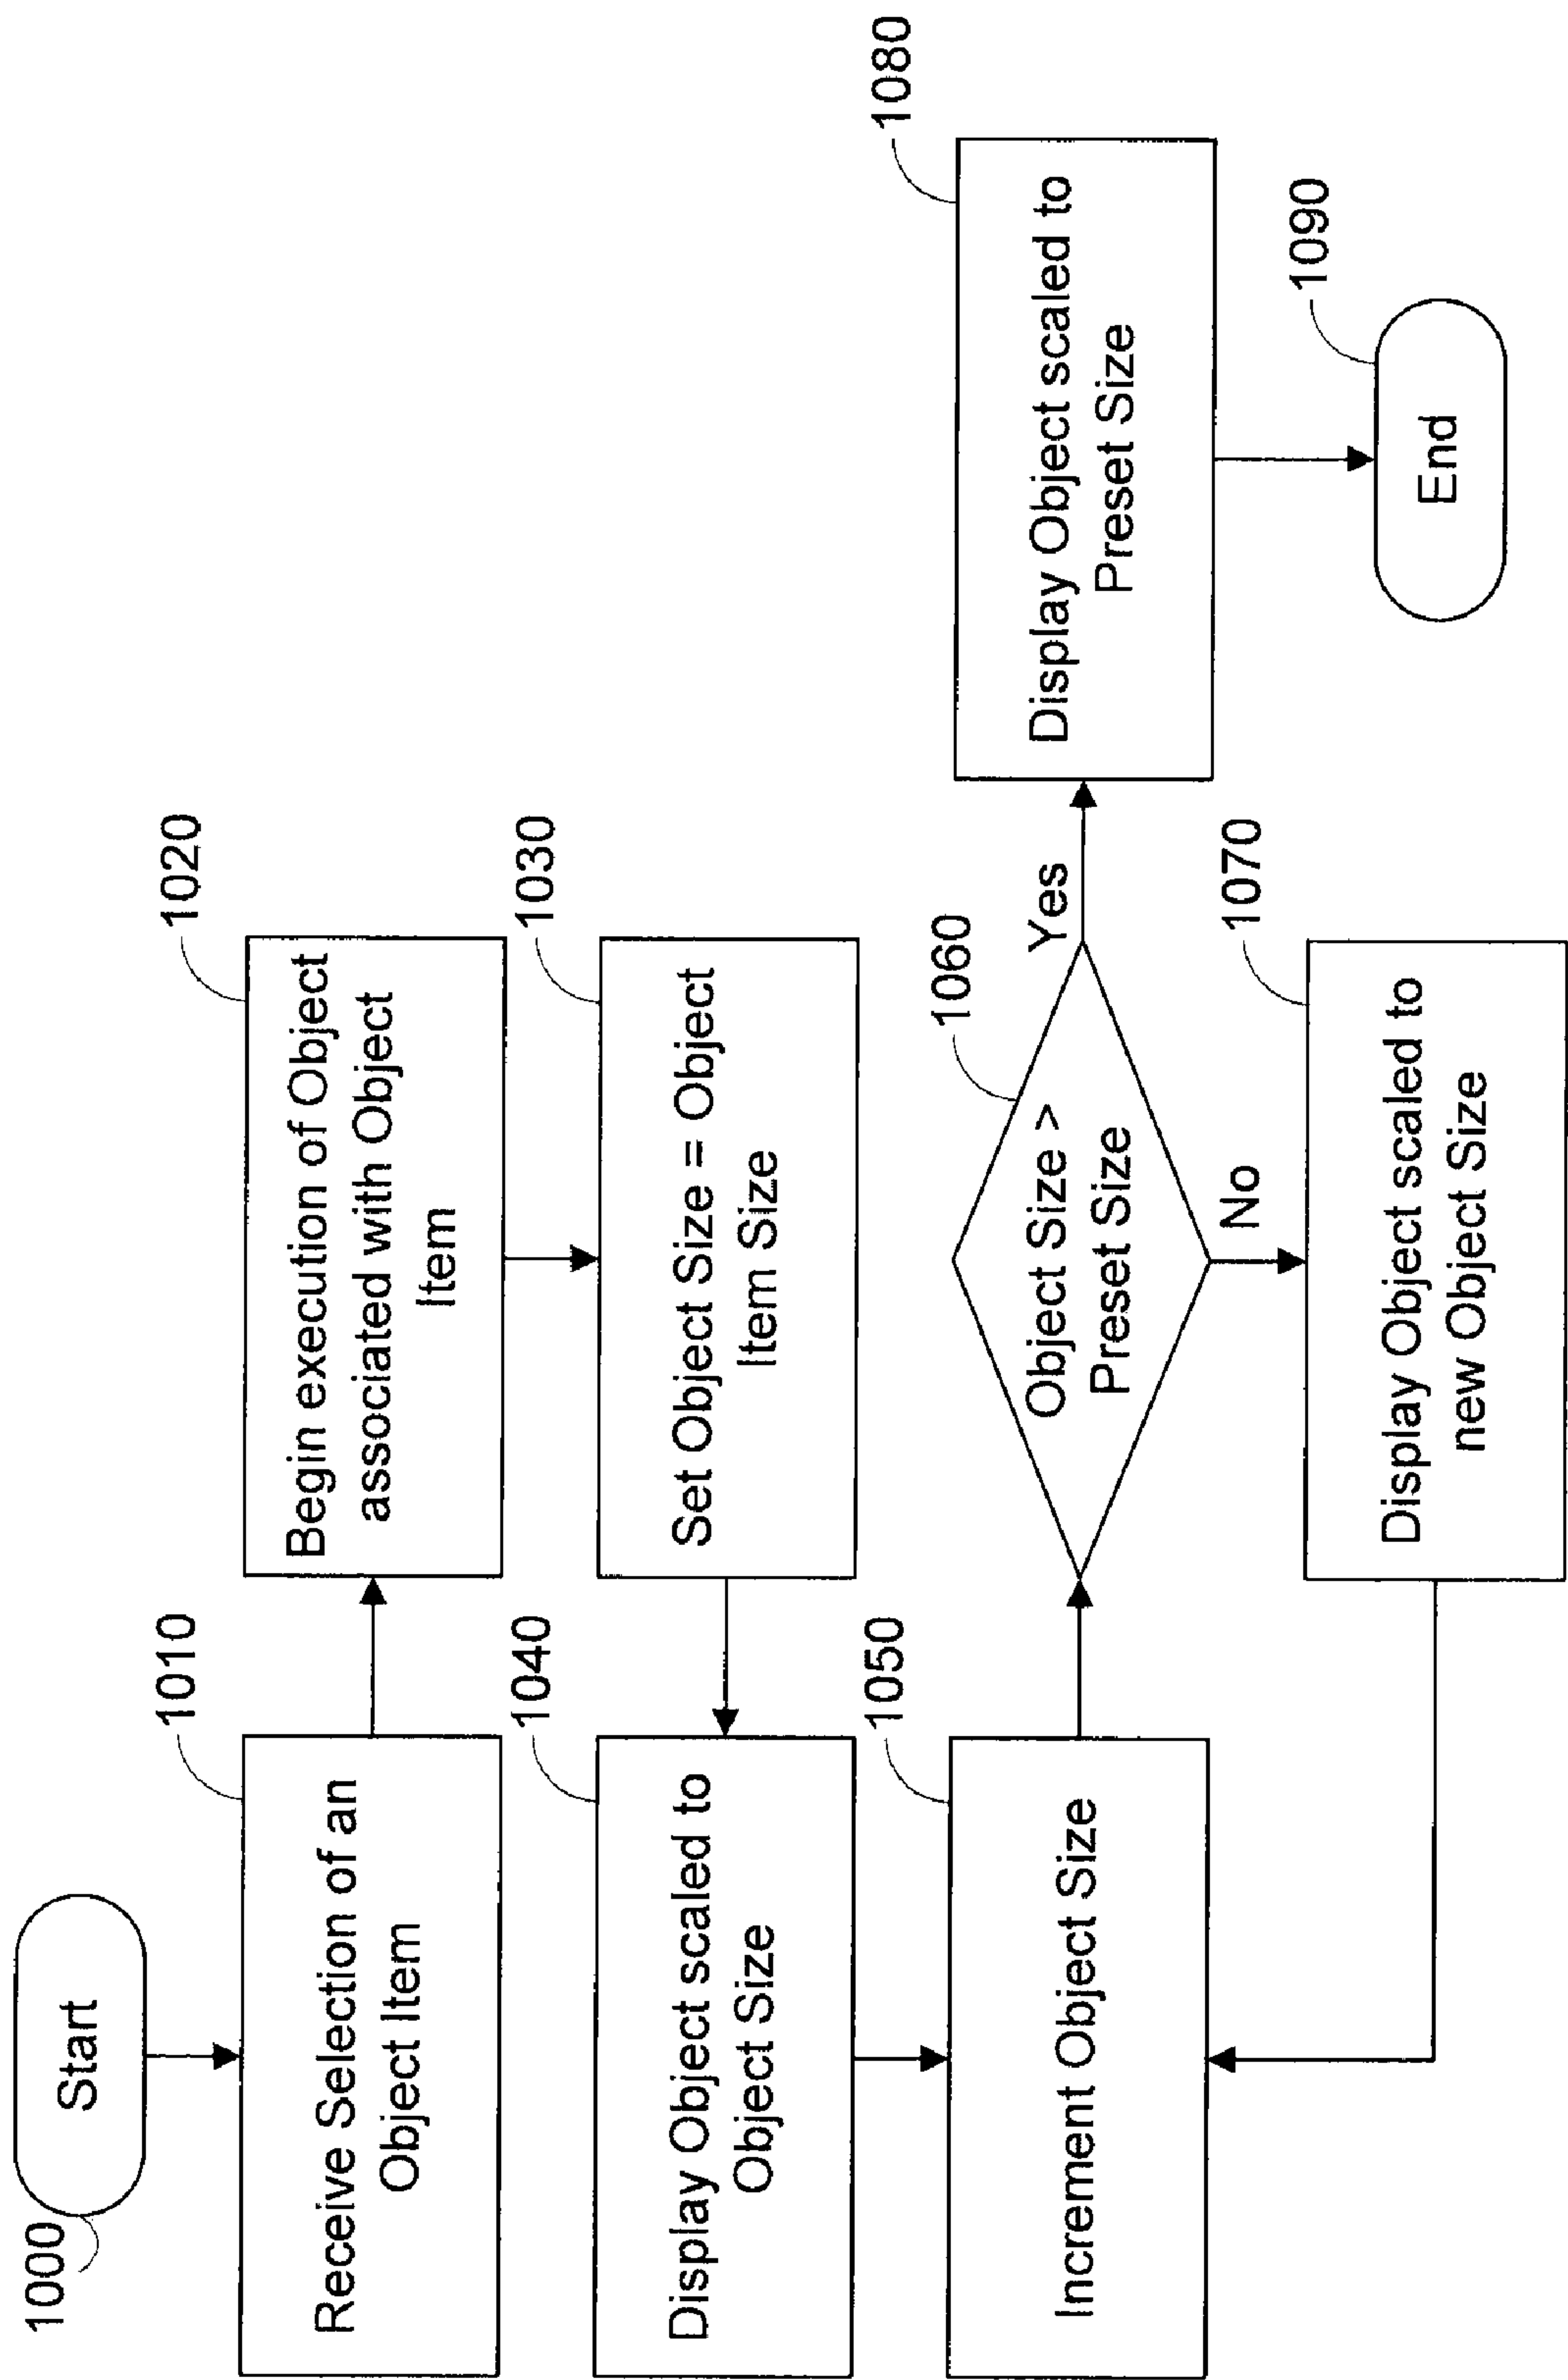 1000
Start
1010
Receive Selection of an
Object Item
1020
Begin execution of Object
associated with Object
Item
1030
Set Object Size = Object
Item Size
1040
Display Object scaled to
Object Size
1050
Increment Object Size
1060
Object Size >
Preset Size
Yes
No
1070
Display Object scaled to
new Object Size
1080
Display Object scaled to
Preset Size
1090
End